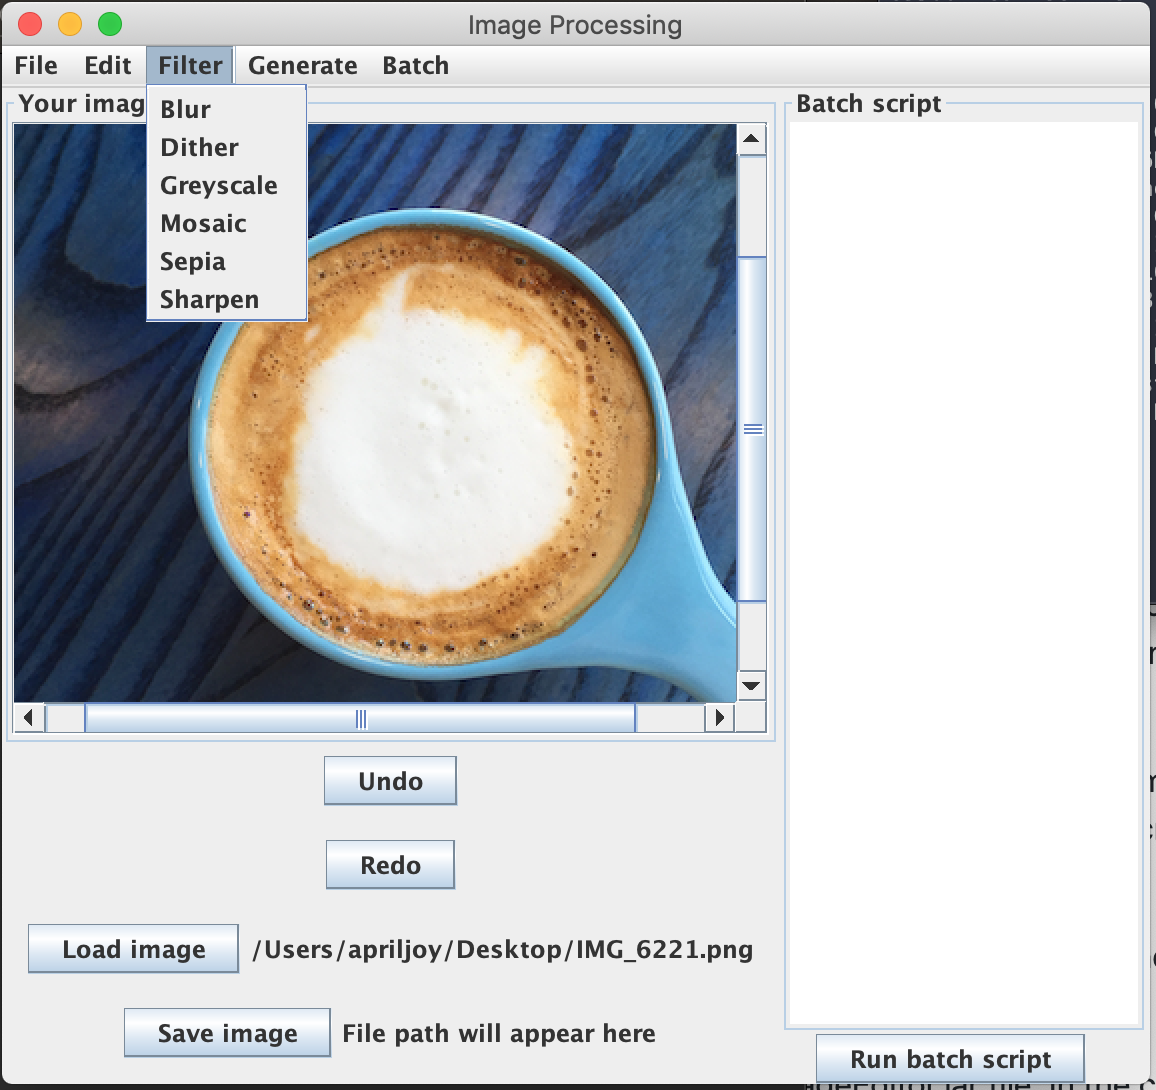 Image Processing
File Edit Filter Generate Batch
Your imag
Blur
Dither
Greyscale
Mosaic
Sepia
Sharpen
Batch script
Undo
Redo
Load image /Users/apriljoy/Desktop/IMG_6221.png
Save image File path will appear here
Run batch script